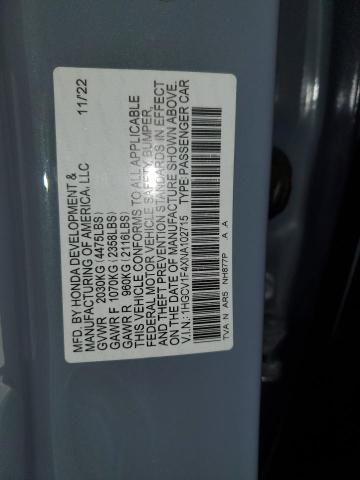 MFD. BY HONDA DEVELOPMENT & 11/22
MANUFACTURING OF AMERICA, LLC
GVWR 2030KG (4475LBS)
GAWR F 1070KG (2358LBS)
GAWR R 960KG (2116LBS)
THIS VEHICLE CONFORMS TO ALL APPLICABLE
FEDERAL MOTOR VEHICLE SAFETY, BUMPER,
AND THEFT PREVENTION STANDARDS IN EFFECT
ON THE DATE OF MANUFACTURE SHOWN ABOVE.
V.I.N.:1HGCV1F4XNA102715 TYPE:PASSENGER CAR
TVA N AR5 NH877P A A